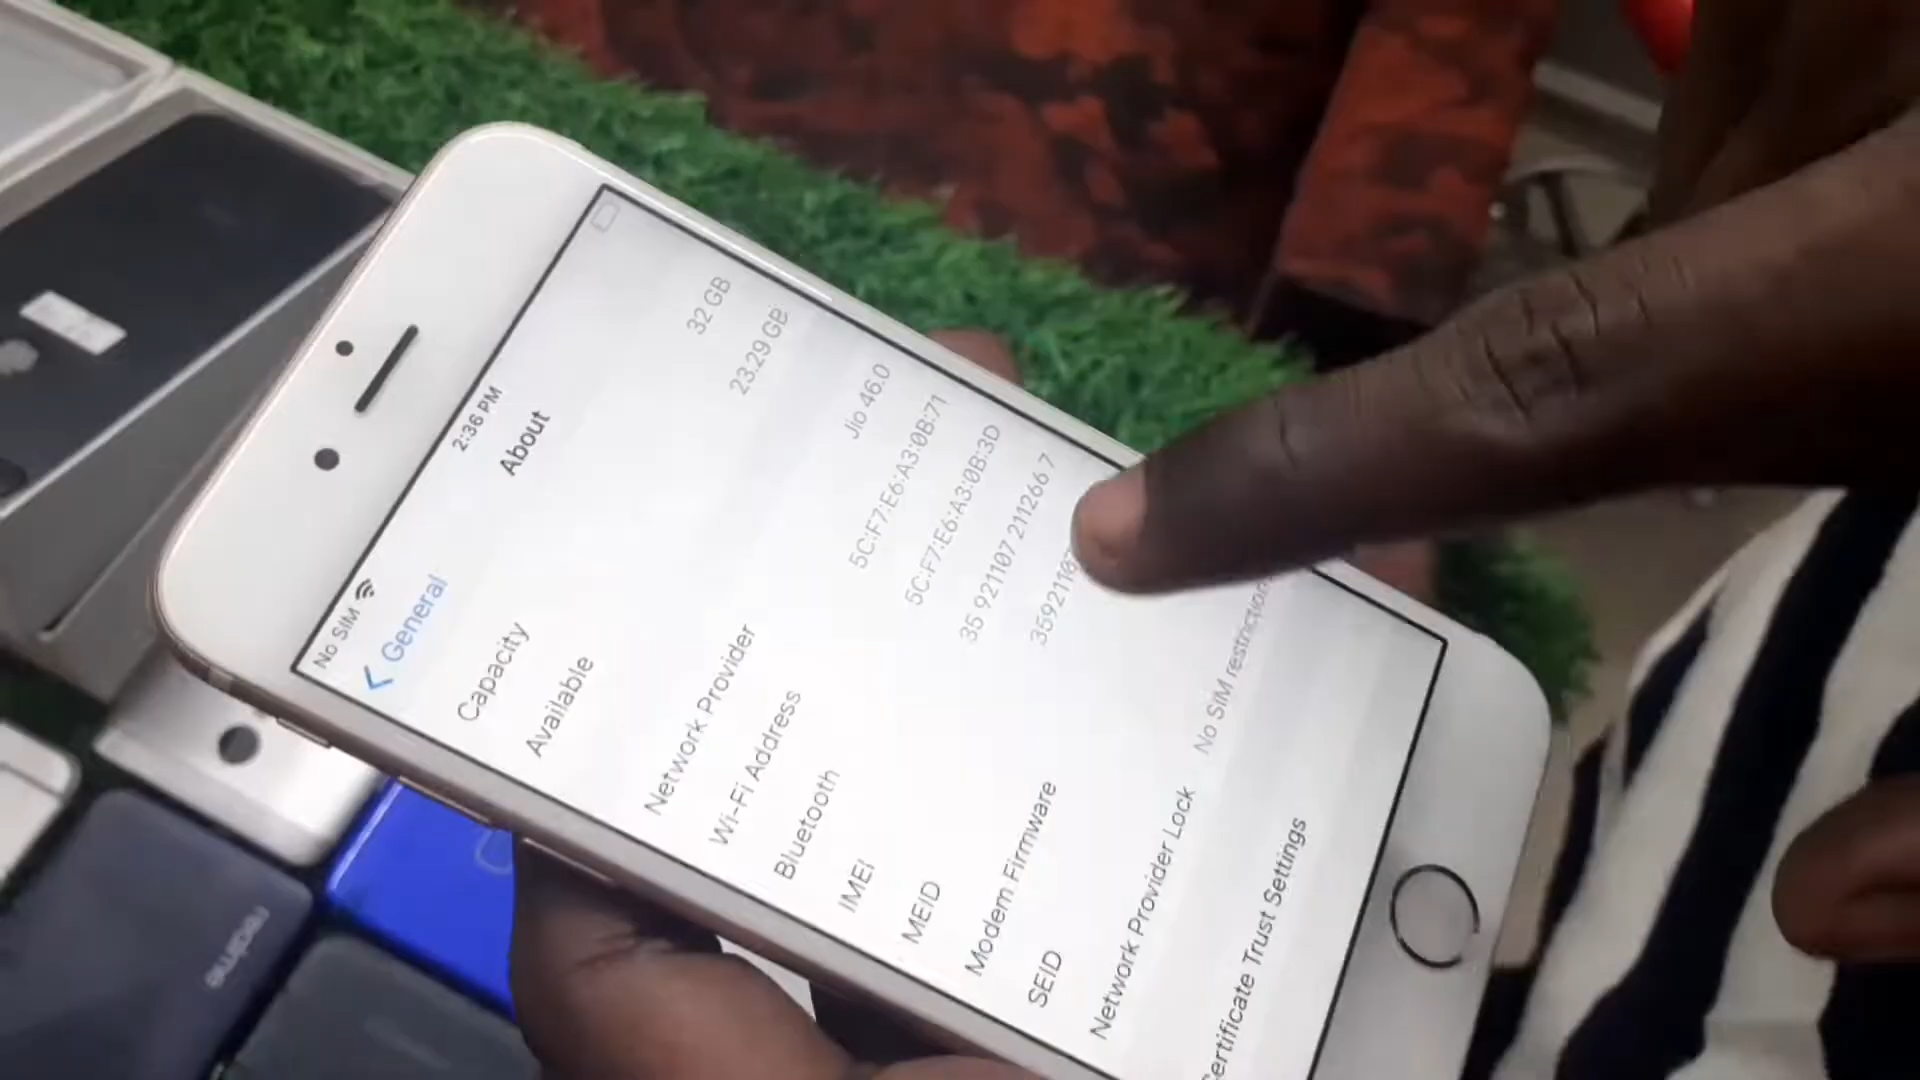 No SIM 2:36 PM
General About
Capacity 32 GB
Available 23.29 GB
Network Provider Jio 46.0
Wi-Fi Address 5C:F7:E6:A3:0B:71
Bluetooth 5C:F7:E6:A3:0B:3D
IMEI 35 921107 211266 7
MEID 35921107
Modem Firmware
SEID
Network Provider Lock No SIM restrictions
Certificate Trust Settings
redme